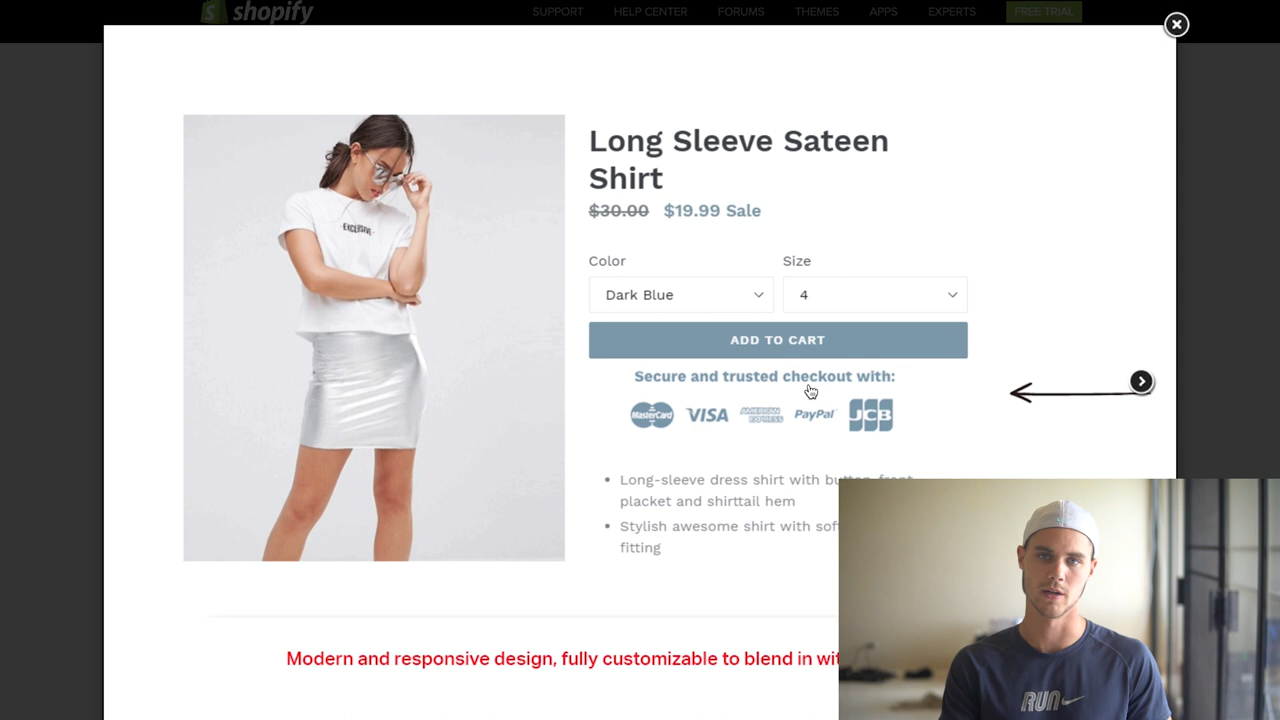 shopify
SUPPORT HELP CENTER FORUMS THEMES APPS EXPERTS FREE TRIAL
Long Sleeve Sateen
Shirt
$30.00 $19.99 Sale
Color Size
Dark Blue 4
ADD TO CART
Secure and trusted checkout with:
MasterCard VISA AMERICAN EXPRESS PayPal JCB
• Long-sleeve dress shirt with button front
placket and shirttail hem
• Stylish awesome shirt with sof
fitting
Modern and responsive design, fully customizable to blend in wit
EXCLUSIVE
RUN